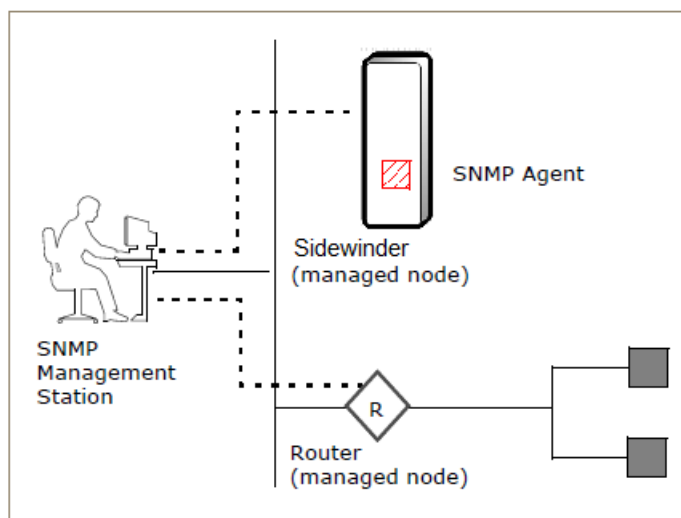 SNMP Agent
Sidewinder
(managed node)
SNMP
Management
Station
R
Router
(managed node)